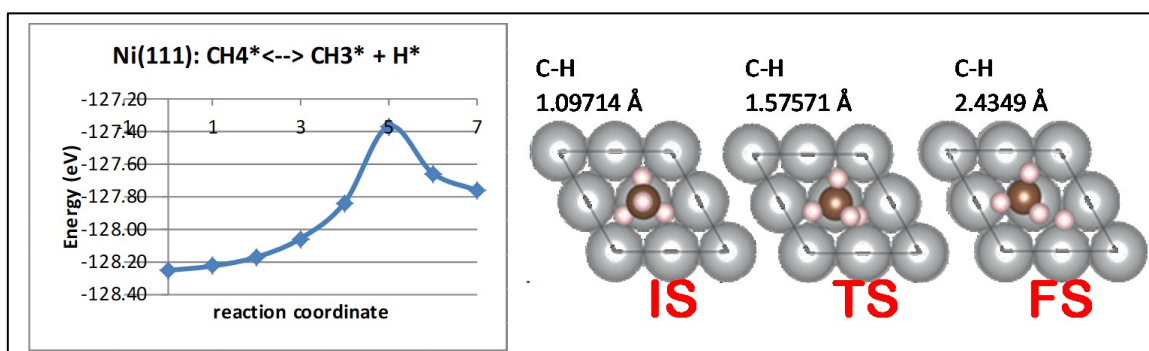 Ni(111): CH4*<--> CH3* + H*
-127.20
-127.40
-127.60
-127.80
-128.00
-128.20
-128.40
-1 1 3 5 7
Energy (eV)
reaction coordinate
C-H
1.09714 Å
C-H
1.57571 Å
C-H
2.4349 Å
IS
TS
FS